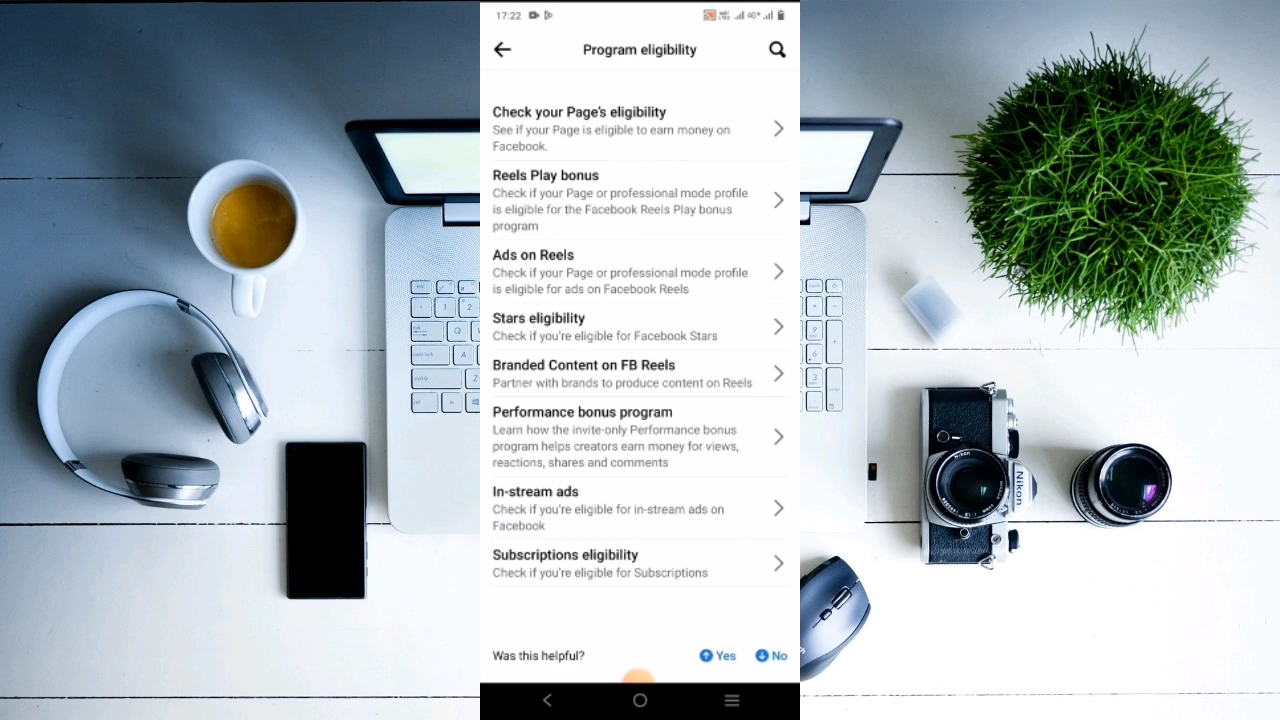 17:22
4G+
Program eligibility
Check your Page's eligibility
See if your Page is eligible to earn money on
Facebook.
Reels Play bonus
Check if your Page or professional mode profile
is eligible for the Facebook Reels Play bonus
program
Ads on Reels
Check if your Page or professional mode profile
is eligible for ads on Facebook Reels
Stars eligibility
Check if you're eligible for Facebook Stars
Branded Content on FB Reels
Partner with brands to produce content on Reels
Performance bonus program
Learn how the invite-only Performance bonus
program helps creators earn money for views,
reactions, shares and comments
In-stream ads
Check if you're eligible for in-stream ads on
Facebook
Subscriptions eligibility
Check if you're eligible for Subscriptions
Was this helpful?
Yes
No
Nikon
Nikon